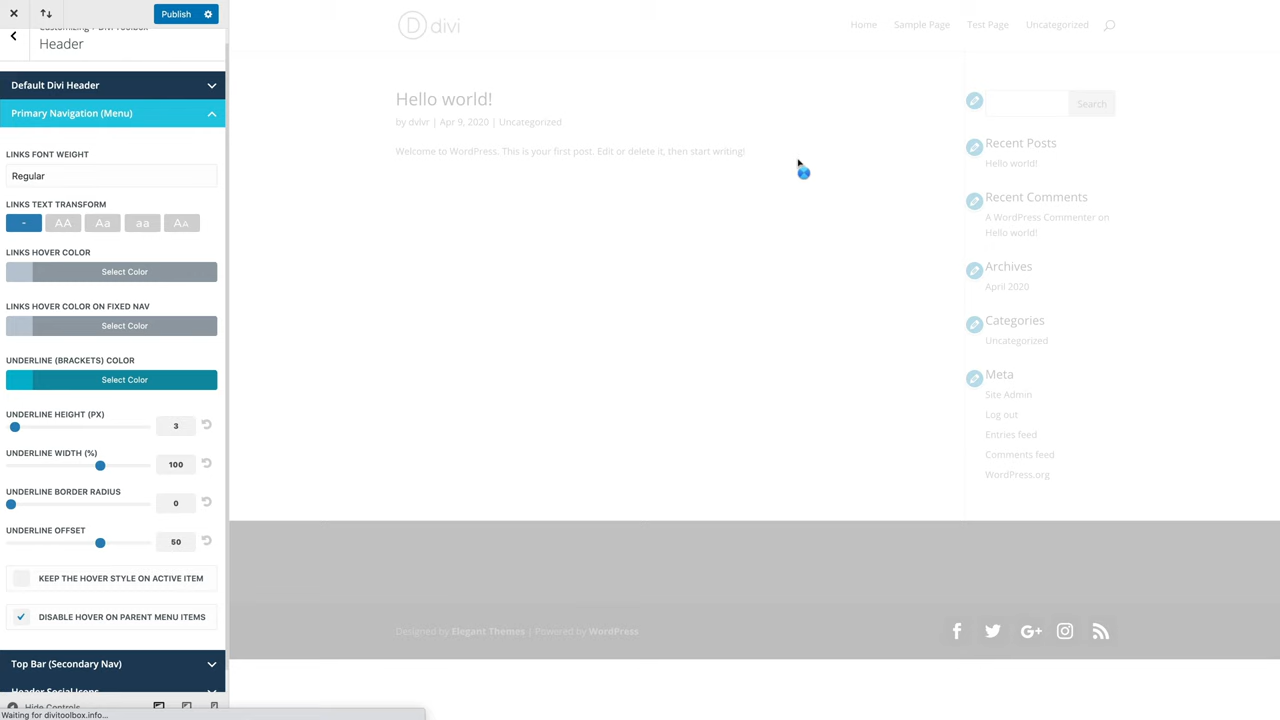 Publish
Customizing > Divi Toolbox
Header
Default Divi Header
Primary Navigation (Menu)
LINKS FONT WEIGHT
Regular
LINKS TEXT TRANSFORM
- AA Aa aa AA
LINKS HOVER COLOR
Select Color
LINKS HOVER COLOR ON FIXED NAV
Select Color
UNDERLINE (BRACKETS) COLOR
Select Color
UNDERLINE HEIGHT (PX)
3
UNDERLINE WIDTH (%)
100
UNDERLINE BORDER RADIUS
0
UNDERLINE OFFSET
50
KEEP THE HOVER STYLE ON ACTIVE ITEM
DISABLE HOVER ON PARENT MENU ITEMS
Top Bar (Secondary Nav)
Header Social Icons
Hide Controls
Waiting for divitoolbox.info...
D divi
Home Sample Page Test Page Uncategorized
Hello world!
by dvlvr | Apr 9, 2020 | Uncategorized
Welcome to WordPress. This is your first post. Edit or delete it, then start writing!
Search
Recent Posts
Hello world!
Recent Comments
A WordPress Commenter on
Hello world!
Archives
April 2020
Categories
Uncategorized
Meta
Site Admin
Log out
Entries feed
Comments feed
WordPress.org
Designed by Elegant Themes | Powered by WordPress